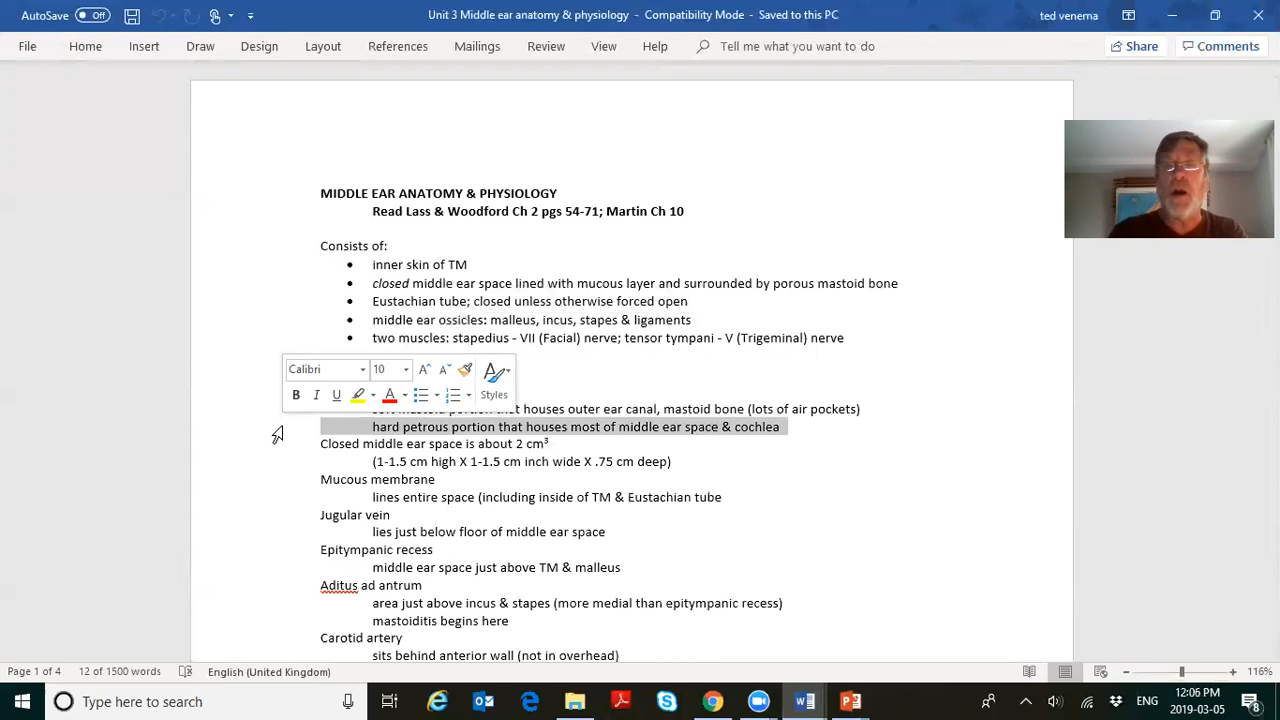 AutoSave Off
Unit 3 Middle ear anatomy & physiology - Compatibility Mode - Saved to this PC
ted venema
File Home Insert Draw Design Layout References Mailings Review View Help Tell me what you want to do Share Comments
MIDDLE EAR ANATOMY & PHYSIOLOGY
Read Lass & Woodford Ch 2 pgs 54-71; Martin Ch 10
Consists of:
• inner skin of TM
• closed middle ear space lined with mucous layer and surrounded by porous mastoid bone
• Eustachian tube; closed unless otherwise forced open
• middle ear ossicles: malleus, incus, stapes & ligaments
• two muscles: stapedius - VII (Facial) nerve; tensor tympani - V (Trigeminal) nerve
Calibri 10
B I U A Styles
that houses outer ear canal, mastoid bone (lots of air pockets)
hard petrous portion that houses most of middle ear space & cochlea
Closed middle ear space is about 2 cm³
(1-1.5 cm high X 1-1.5 cm inch wide X .75 cm deep)
Mucous membrane
lines entire space (including inside of TM & Eustachian tube
Jugular vein
lies just below floor of middle ear space
Epitympanic recess
middle ear space just above TM & malleus
Aditus ad antrum
area just above incus & stapes (more medial than epitympanic recess)
mastoiditis begins here
Carotid artery
sits behind anterior wall (not in overhead)
Page 1 of 4 12 of 1500 words English (United Kingdom) 116%
Type here to search
ENG
12:06 PM
2019-03-05
8